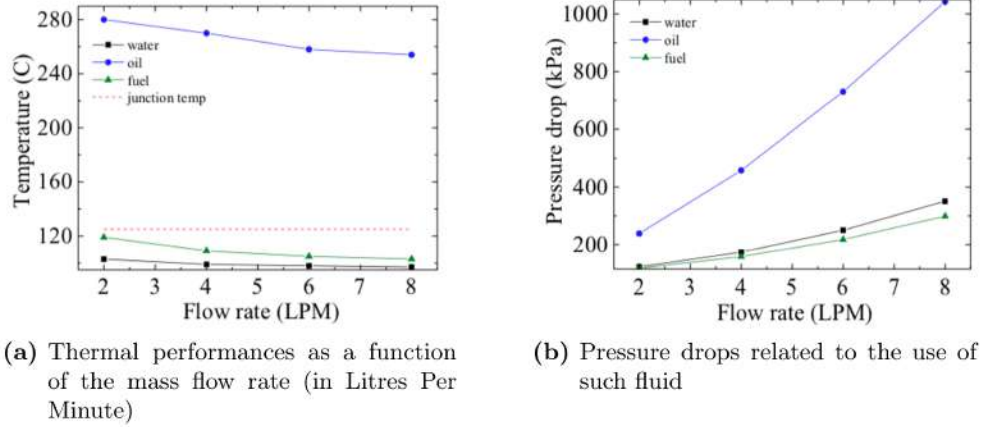 280
240
200
160
120
2
3
4
5
6
7
8
Temperature (C)
Flow rate (LPM)
water
oil
fuel
junction temp
1000
800
600
400
200
2
3
4
5
6
7
8
Pressure drop (kPa)
Flow rate (LPM)
water
oil
fuel
(a) Thermal performances as a function
of the mass flow rate (in Litres Per
Minute)
(b) Pressure drops related to the use of
such fluid